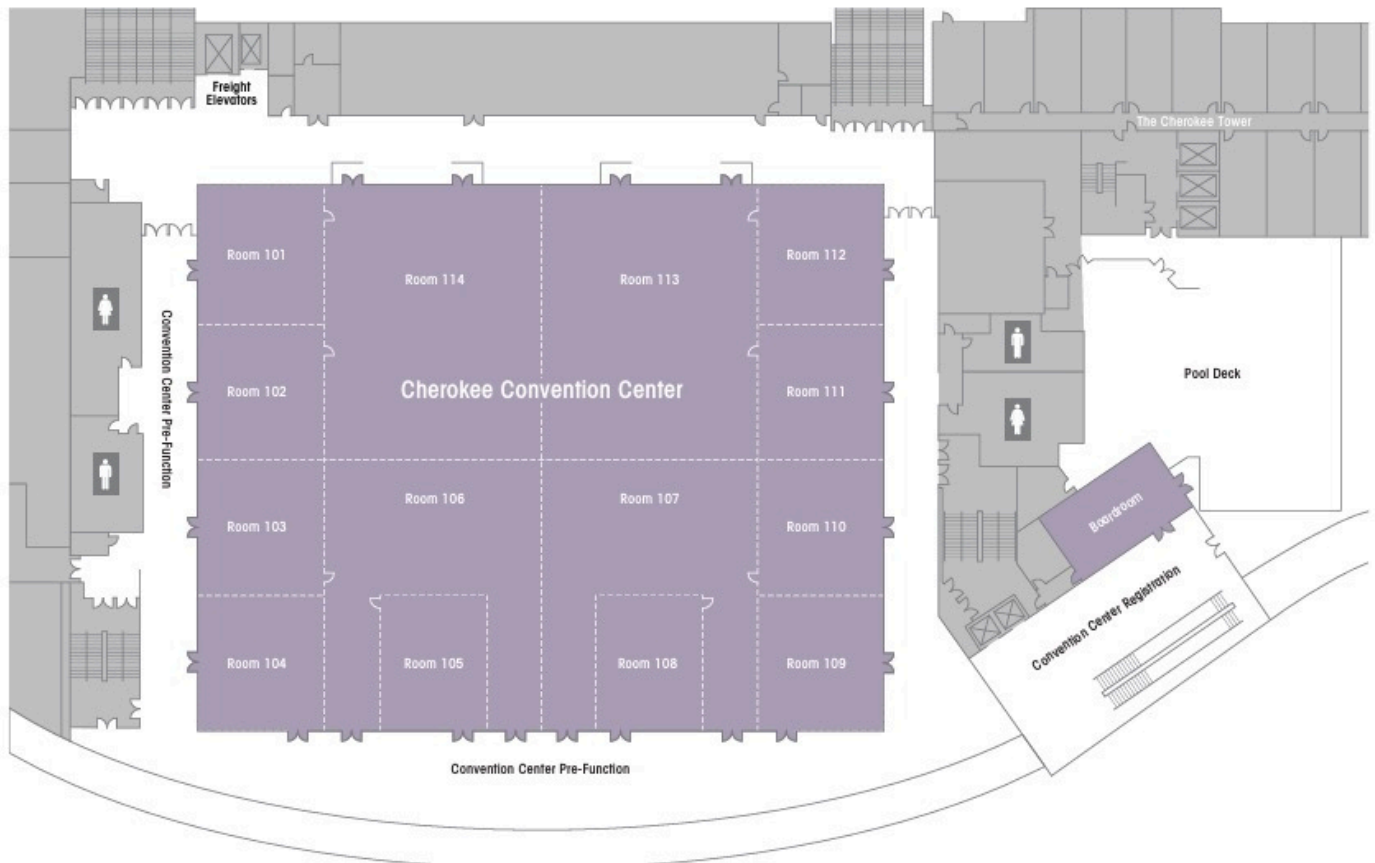 Freight
Elevators
The Cherokee Tower
Room 101
Room 114
Room 113
Room 112
Convention Center Pre-Function
Room 102
Cherokee Convention Center
Room 111
Pool Deck
Room 103
Room 106
Room 107
Room 110
Boardroom
Convention Center Registration
Room 104
Room 105
Room 108
Room 109
Convention Center Pre-Function